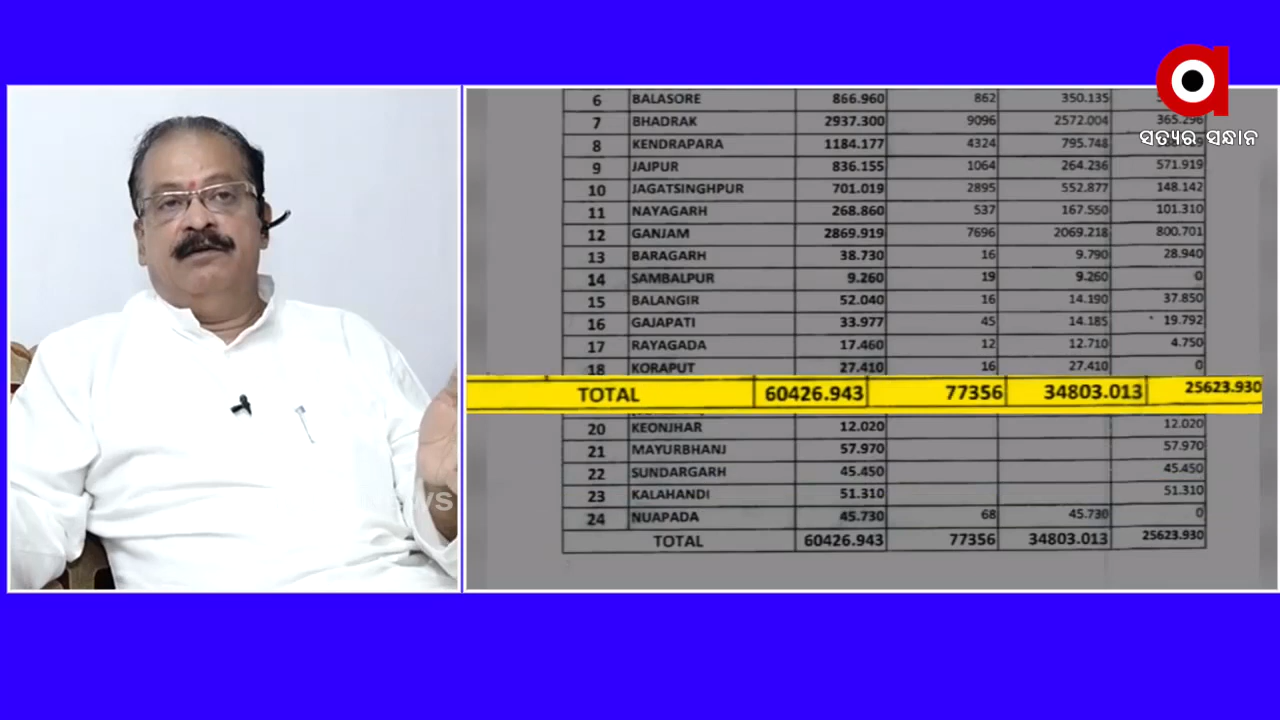 ସତ୍ୟର ସନ୍ଧାନ
6 BALASORE 866.960 862 350.135
7 BHADRAK 2937.300 9096 2572.004 365.296
8 KENDRAPARA 1184.177 4324 795.748
9 JAJPUR 836.155 1064 264.236 571.919
10 JAGATSINGHPUR 701.019 2895 552.877 148.142
11 NAYAGARH 268.860 537 167.550 101.310
12 GANJAM 2869.919 7696 2069.218 800.701
13 BARAGARH 38.730 16 9.790 28.940
14 SAMBALPUR 9.260 19 9.260 0
15 BALANGIR 52.040 16 14.190 37.850
16 GAJAPATI 33.977 45 14.185 19.792
17 RAYAGADA 17.460 12 12.710 4.750
18 KORAPUT 27.410 16 27.410 0
TOTAL 60426.943 77356 34803.013 25623.930
20 KEONJHAR 12.020 12.020
21 MAYURBHANJ 57.970 57.970
22 SUNDARGARH 45.450 45.450
23 KALAHANDI 51.310 51.310
24 NUAPADA 45.730 68 45.730 0
TOTAL 60426.943 77356 34803.013 25623.930